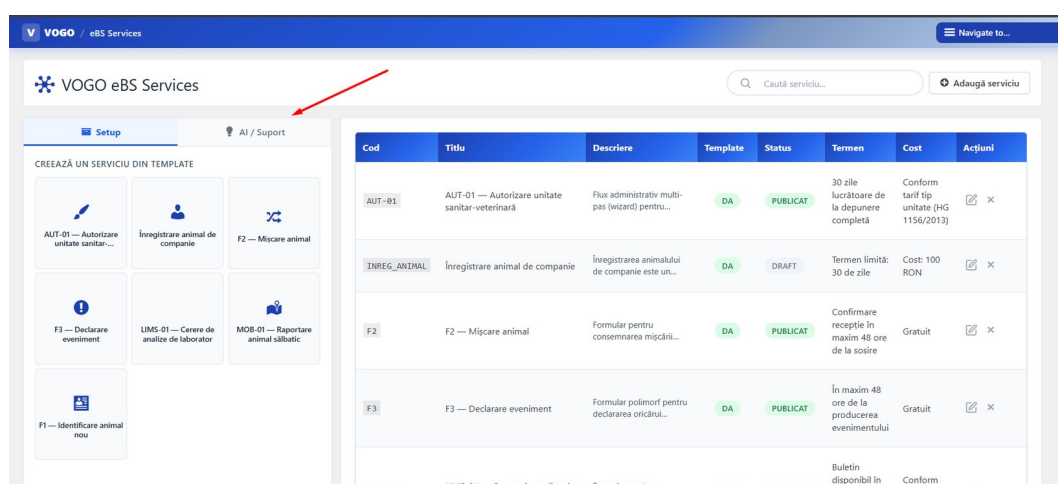 V VOGO / eBS Services
Navigate to...
VOGO eBS Services
Caută serviciu...
Adaugă serviciu
Setup
AI / Suport
CREEAZĂ UN SERVICIU DIN TEMPLATE
AUT-01 — Autorizare
unitate sanitar-...
Înregistrare animal de
companie
F2 — Mișcare animal
F3 — Declarare
eveniment
LIMS-01 — Cerere de
analize de laborator
MOB-01 — Raportare
animal sălbatic
F1 — Identificare animal
nou
Cod Titlu Descriere Template Status Termen Cost Acțiuni
AUT-01
AUT-01 — Autorizare unitate
sanitar-veterinară
Flux administrativ multi-
pas (wizard) pentru...
DA
PUBLICAT
30 zile
lucrătoare de
la depunere
completă
Conform
tarif tip
unitate (HG
1156/2013)
INREG_ANIMAL
Înregistrare animal de companie
Înregistrarea animalului
de companie este un...
DA
DRAFT
Termen limită:
30 de zile
Cost: 100
RON
F2
F2 — Mișcare animal
Formular pentru
consemnarea mișcării...
DA
PUBLICAT
Confirmare
recepție în
maxim 48 ore
de la sosire
Gratuit
F3
F3 — Declarare eveniment
Formular polimorf pentru
declararea oricărui...
DA
PUBLICAT
În maxim 48
ore de la
producerea
evenimentului
Gratuit
Buletin
disponibil în
Conform